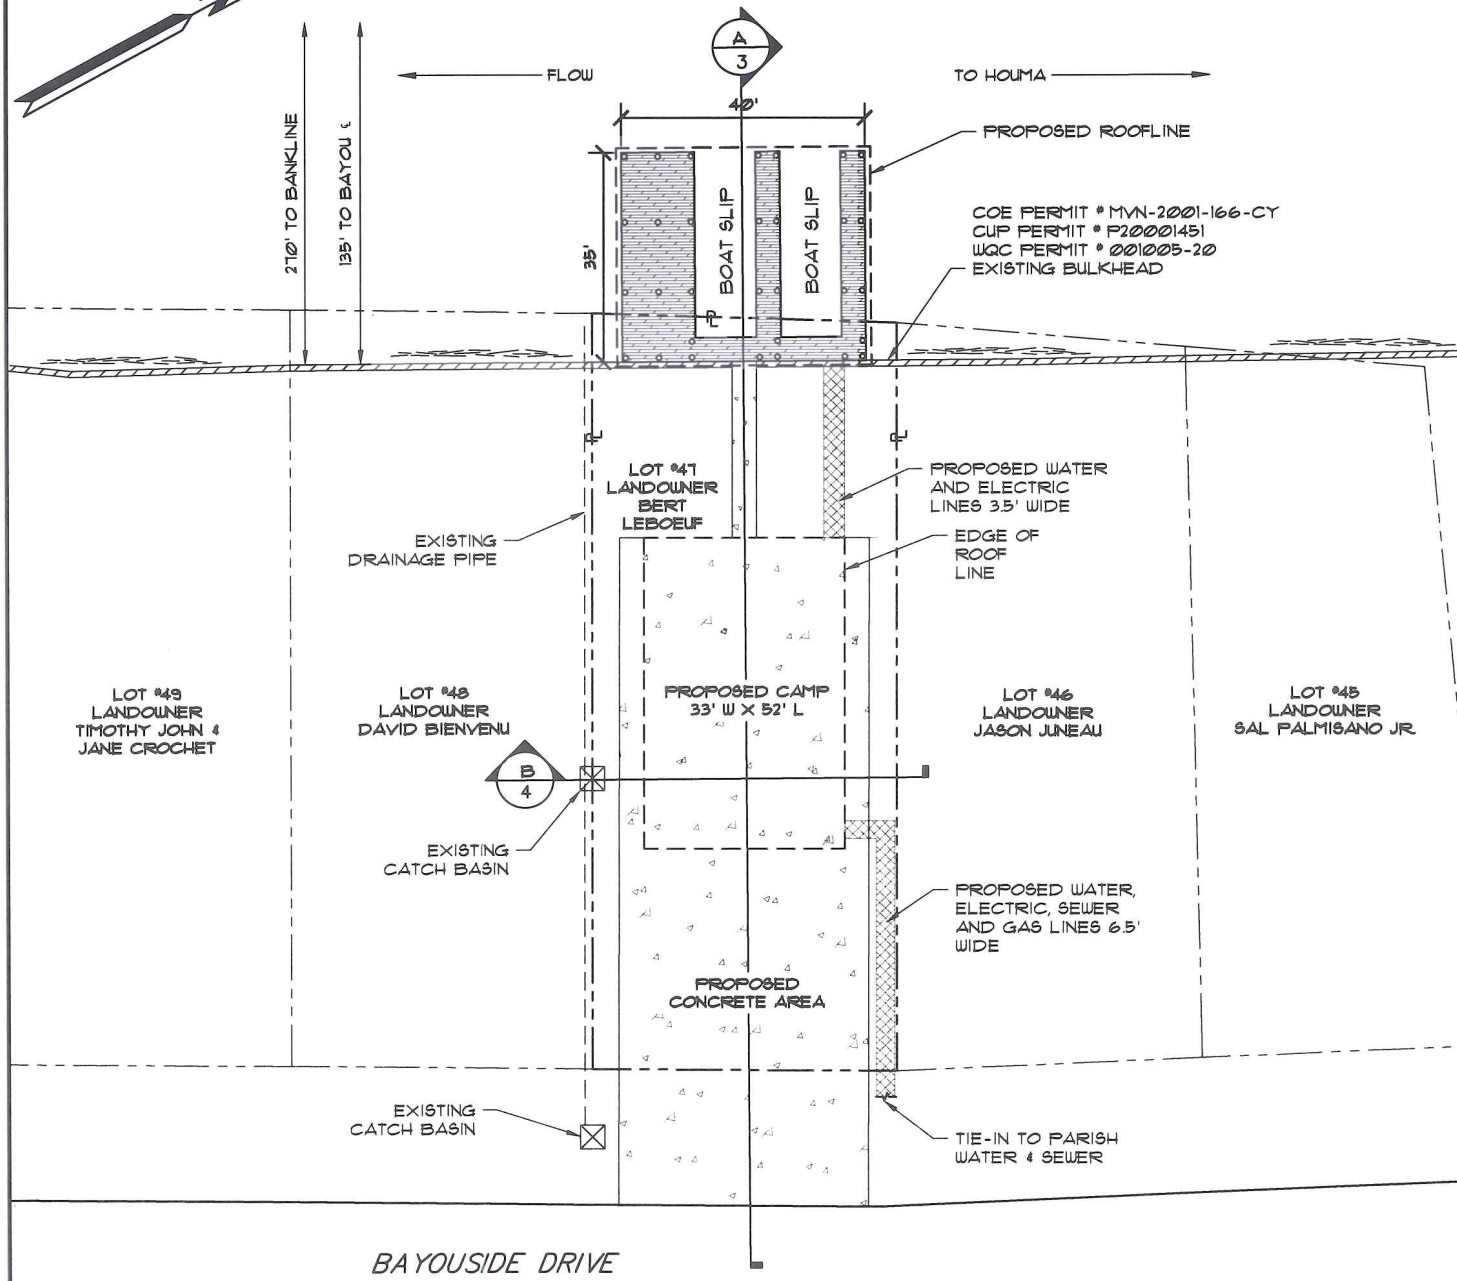 A
3
FLOW
TO HOUMA
40'
PROPOSED ROOFLINE
270' TO BANKLINE
135' TO BAYOU ℄
35'
BOAT SLIP
BOAT SLIP
COE PERMIT # MVN-2001-166-CY
CUP PERMIT # P20001451
WQC PERMIT # 001005-20
EXISTING BULKHEAD
PL
PL
PL
LOT #47
LANDOWNER
BERT
LEBOEUF
PROPOSED WATER
AND ELECTRIC
LINES 3.5' WIDE
EXISTING
DRAINAGE PIPE
EDGE OF
ROOF
LINE
LOT #49
LANDOWNER
TIMOTHY JOHN &
JANE CROCHET
LOT #48
LANDOWNER
DAVID BIENVENU
PROPOSED CAMP
33' W X 52' L
LOT #46
LANDOWNER
JASON JUNEAU
LOT #45
LANDOWNER
SAL PALMISANO JR.
B
4
EXISTING
CATCH BASIN
PROPOSED WATER,
ELECTRIC, SEWER
AND GAS LINES 6.5'
WIDE
PROPOSED
CONCRETE AREA
EXISTING
CATCH BASIN
TIE-IN TO PARISH
WATER & SEWER
BAYOUSIDE DRIVE